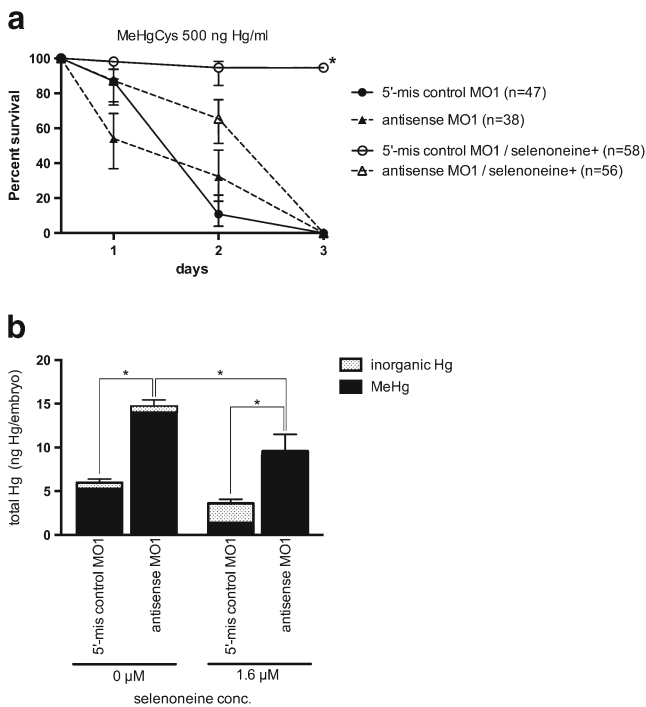 a
MeHgCys 500 ng Hg/ml
Percent survival
100
80
60
40
20
0
*
1
2
3
days
5'-mis control MO1 (n=47)
antisense MO1 (n=38)
5'-mis control MO1 / selenoneine+ (n=58)
antisense MO1 / selenoneine+ (n=56)
b
total Hg (ng Hg/embryo)
20
15
10
5
0
*
*
*
inorganic Hg
MeHg
5'-mis control MO1
antisense MO1
5'-mis control MO1
antisense MO1
0 µM
1.6 µM
selenoneine conc.